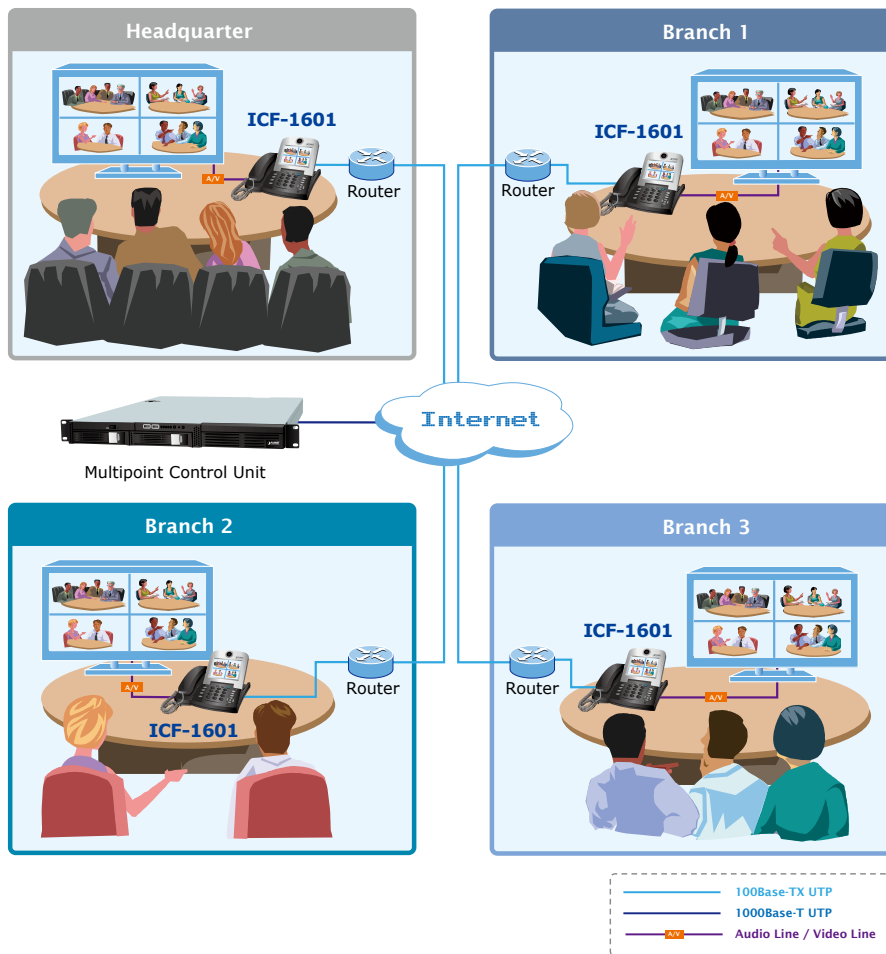 Headquarter
ICF-1601
A/V
Router
Branch 1
ICF-1601
Router
A/V
Internet
Multipoint Control Unit
Branch 2
A/V
ICF-1601
Router
Branch 3
ICF-1601
Router
A/V
100Base-TX UTP
1000Base-T UTP
A/V
Audio Line / Video Line